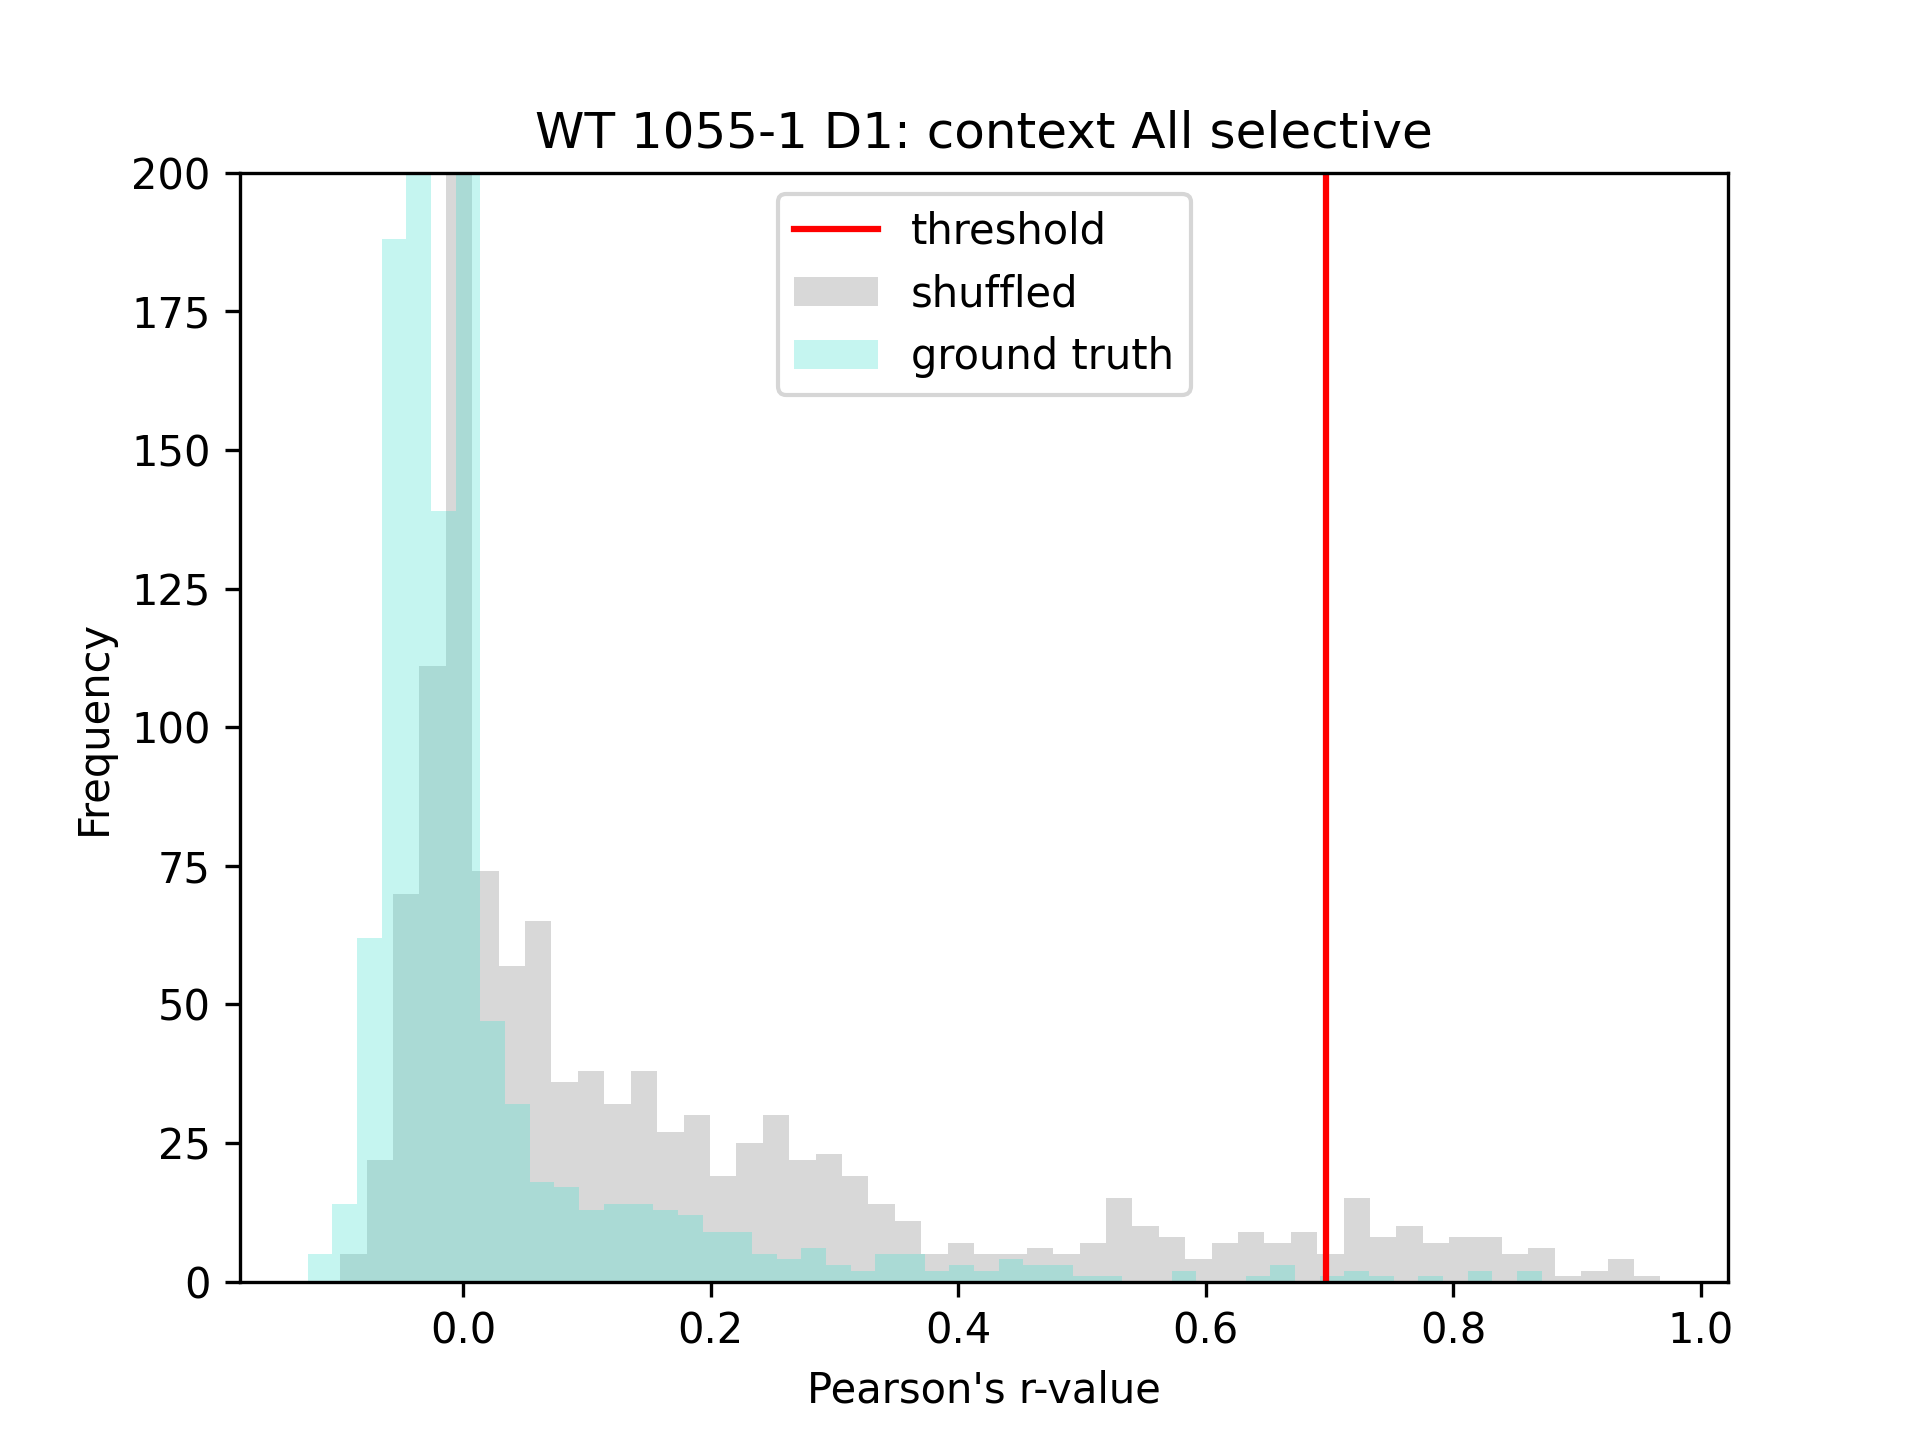 WT 1055-1 D1: context All selective
200
175
150
125
100
75
50
25
0
Frequency
threshold
shuffled
ground truth
0.0 0.2 0.4 0.6 0.8 1.0
Pearson's r-value